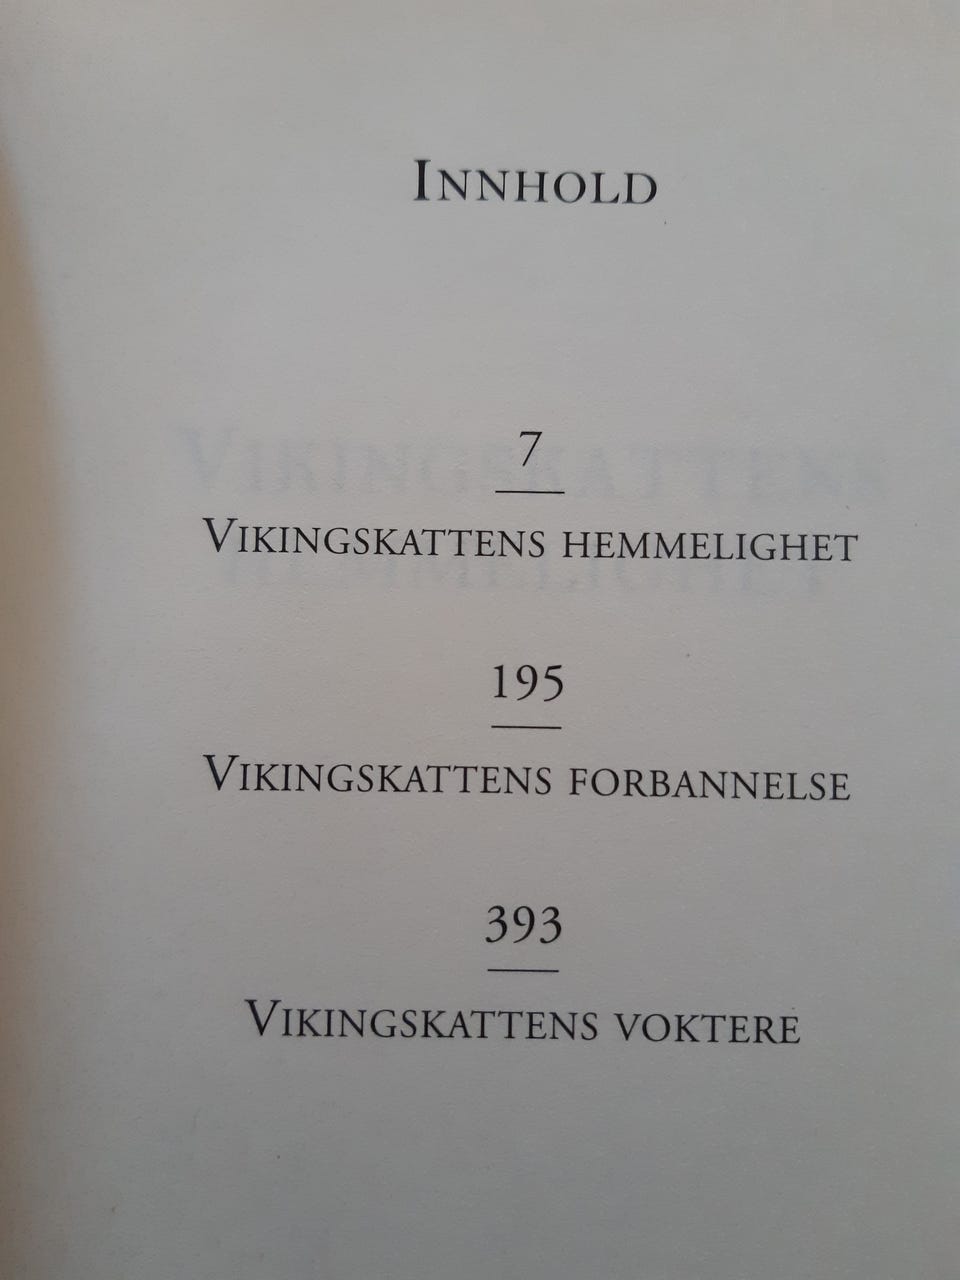 INNHOLD
7
VIKINGSKATTENS HEMMELIGHET
195
VIKINGSKATTENS FORBANNELSE
393
VIKINGSKATTENS VOKTERE